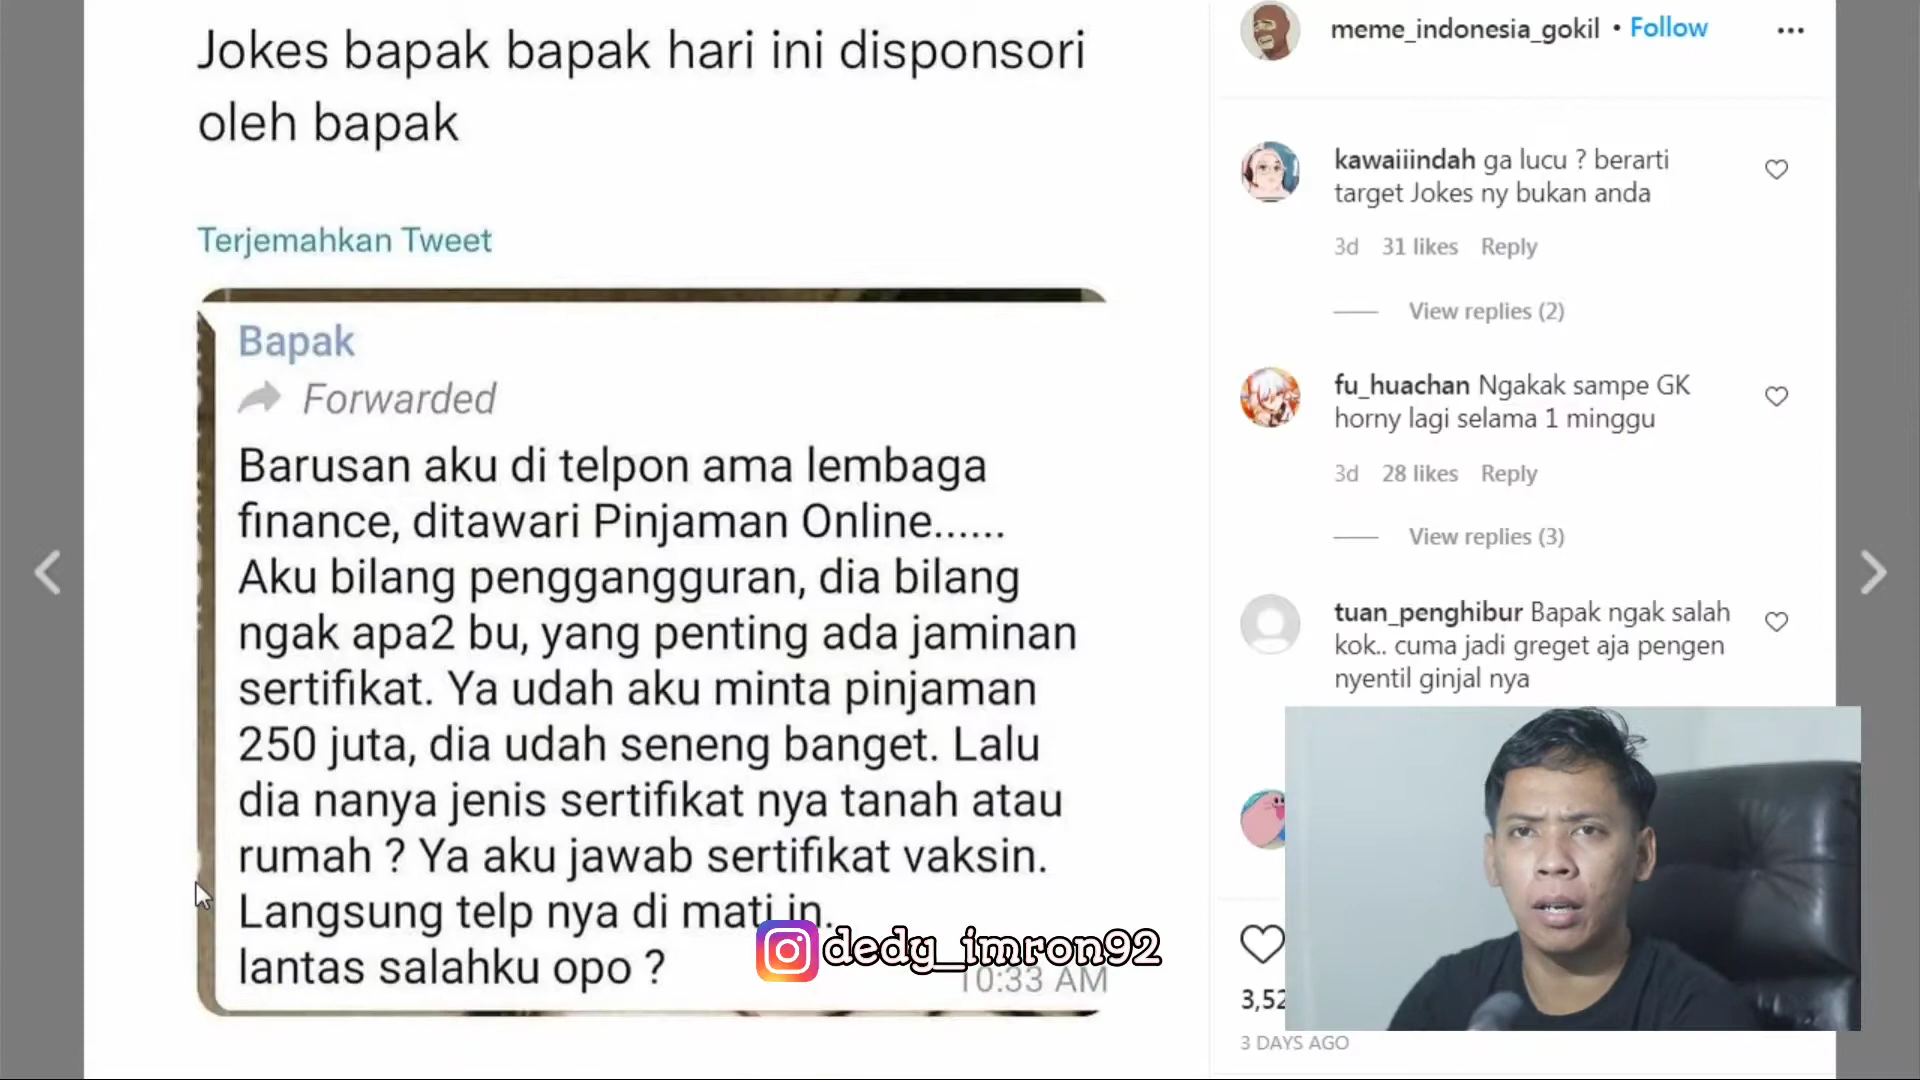 Jokes bapak bapak hari ini disponsori
oleh bapak
Terjemahkan Tweet
Bapak
Forwarded
Barusan aku di telpon ama lembaga
finance, ditawari Pinjaman Online......
Aku bilang penggangguran, dia bilang
ngak apa2 bu, yang penting ada jaminan
sertifikat. Ya udah aku minta pinjaman
250 juta, dia udah seneng banget. Lalu
dia nanya jenis sertifikat nya tanah atau
rumah ? Ya aku jawab sertifikat vaksin.
Langsung telp nya di mati in.
lantas salahku opo ?
10:33 AM
dedy_imron92
meme_indonesia_gokil • Follow
kawaiiindah ga lucu ? berarti
target Jokes ny bukan anda
3d 31 likes Reply
View replies (2)
fu_huachan Ngakak sampe GK
horny lagi selama 1 minggu
3d 28 likes Reply
View replies (3)
tuan_penghibur Bapak ngak salah
kok.. cuma jadi greget aja pengen
nyentil ginjal nya
3,52
3 DAYS AGO